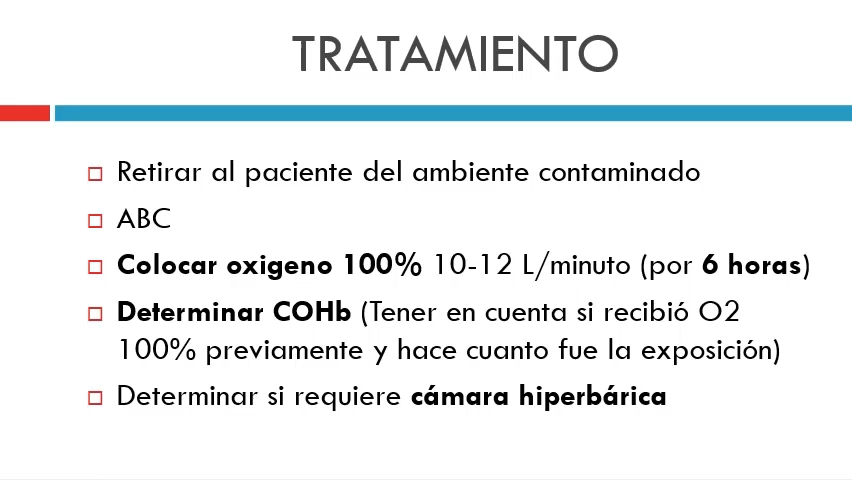 TRATAMIENTO
Retirar al paciente del ambiente contaminado
ABC
Colocar oxigeno 100% 10-12 L/minuto (por 6 horas)
Determinar COHb (Tener en cuenta si recibió O2
100% previamente y hace cuanto fue la exposición)
Determinar si requiere cámara hiperbárica